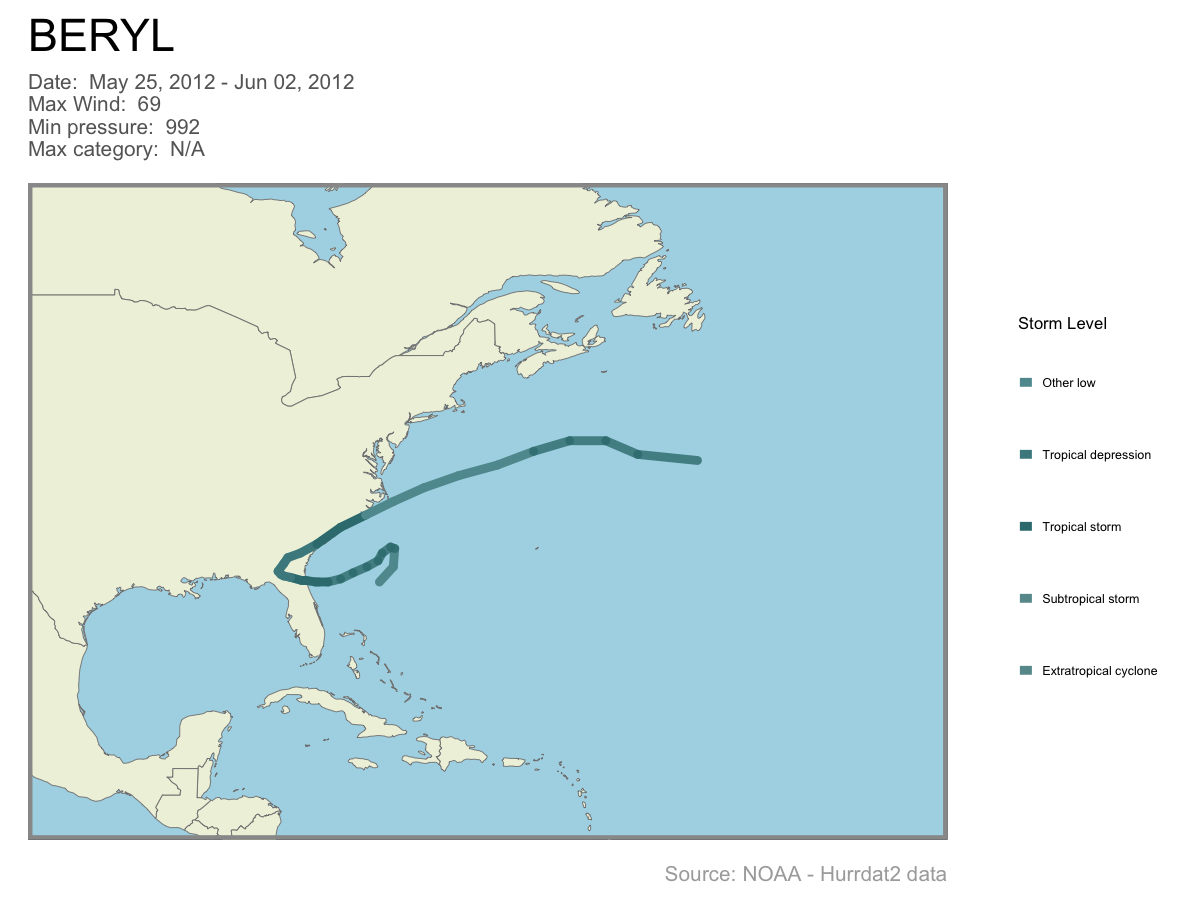 BERYL
Date:  May 25, 2012 - Jun 02, 2012
Max Wind:  69
Min pressure:  992
Max category:  N/A
Storm Level
Other low
Tropical depression
Tropical storm
Subtropical storm
Extratropical cyclone
Source: NOAA - Hurrdat2 data